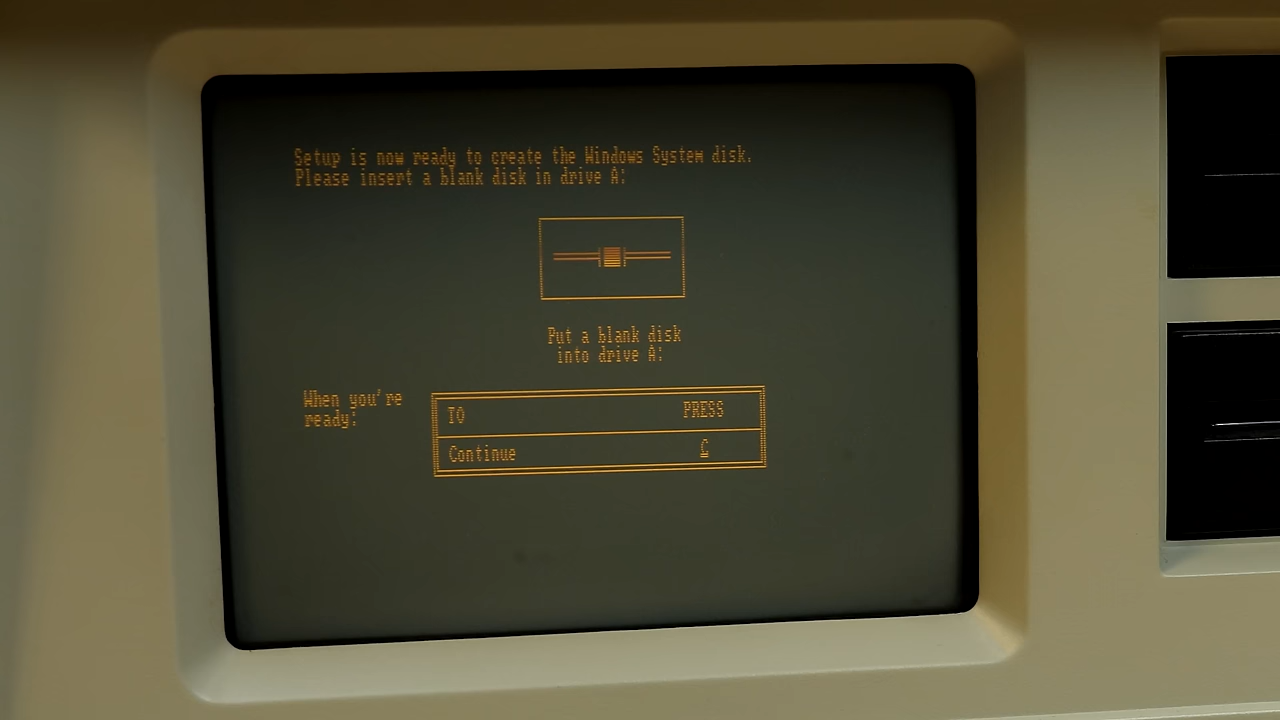 Setup is now ready to create the Windows System disk.
Please insert a blank disk in drive A:
Put a blank disk
into drive A:
When you're
ready:
TO PRESS
Continue C